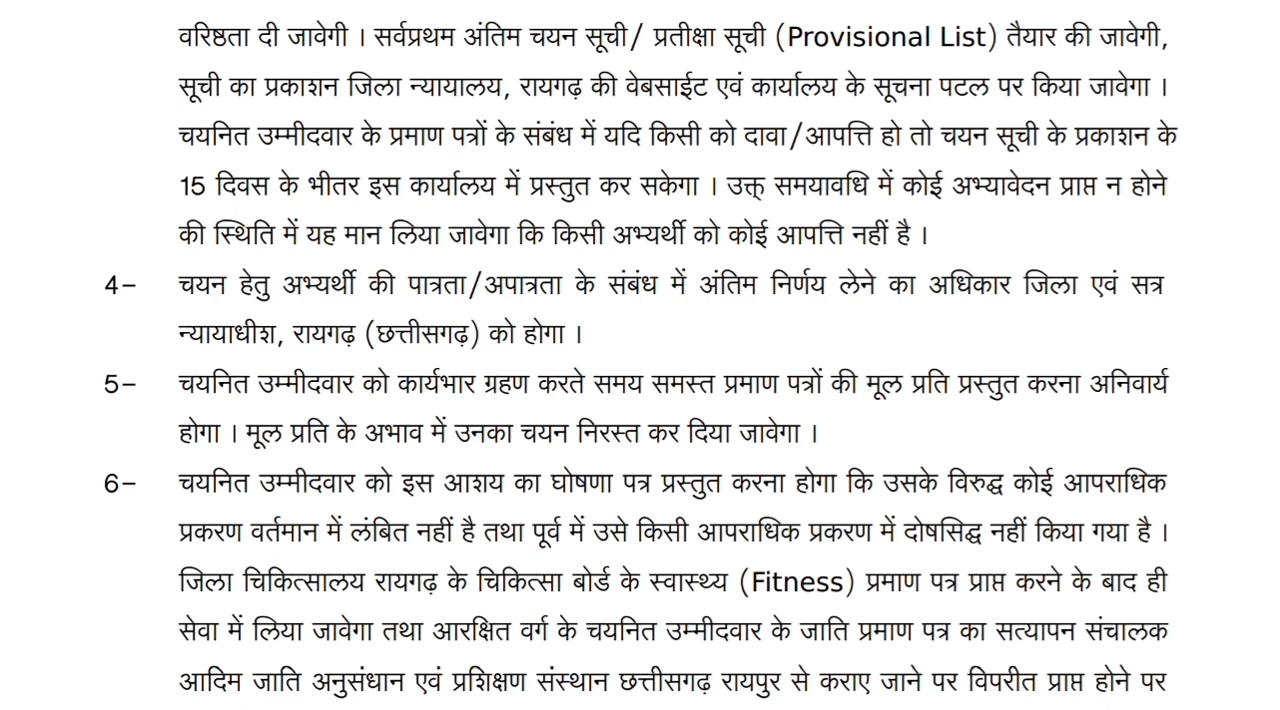 वरिष्ठता दी जावेगी । सर्वप्रथम अंतिम चयन सूची/ प्रतीक्षा सूची (Provisional List) तैयार की जावेगी,
सूची का प्रकाशन जिला न्यायालय, रायगढ़ की वेबसाईट एवं कार्यालय के सूचना पटल पर किया जावेगा ।
चयनित उम्मीदवार के प्रमाण पत्रों के संबंध में यदि किसी को दावा/आपत्ति हो तो चयन सूची के प्रकाशन के
15 दिवस के भीतर इस कार्यालय में प्रस्तुत कर सकेगा । उक्त् समयावधि में कोई अभ्यावेदन प्राप्त न होने
की स्थिति में यह मान लिया जावेगा कि किसी अभ्यर्थी को कोई आपत्ति नहीं है ।
4– चयन हेतु अभ्यर्थी की पात्रता/अपात्रता के संबंध में अंतिम निर्णय लेने का अधिकार जिला एवं सत्र
न्यायाधीश, रायगढ़ (छत्तीसगढ़) को होगा ।
5– चयनित उम्मीदवार को कार्यभार ग्रहण करते समय समस्त प्रमाण पत्रों की मूल प्रति प्रस्तुत करना अनिवार्य
होगा । मूल प्रति के अभाव में उनका चयन निरस्त कर दिया जावेगा ।
6– चयनित उम्मीदवार को इस आशय का घोषणा पत्र प्रस्तुत करना होगा कि उसके विरुद्ध कोई आपराधिक
प्रकरण वर्तमान में लंबित नहीं है तथा पूर्व में उसे किसी आपराधिक प्रकरण में दोषसिद्ध नहीं किया गया है ।
जिला चिकित्सालय रायगढ़ के चिकित्सा बोर्ड के स्वास्थ्य (Fitness) प्रमाण पत्र प्राप्त करने के बाद ही
सेवा में लिया जावेगा तथा आरक्षित वर्ग के चयनित उम्मीदवार के जाति प्रमाण पत्र का सत्यापन संचालक
आदिम जाति अनुसंधान एवं प्रशिक्षण संस्थान छत्तीसगढ़ रायपुर से कराए जाने पर विपरीत प्राप्त होने पर